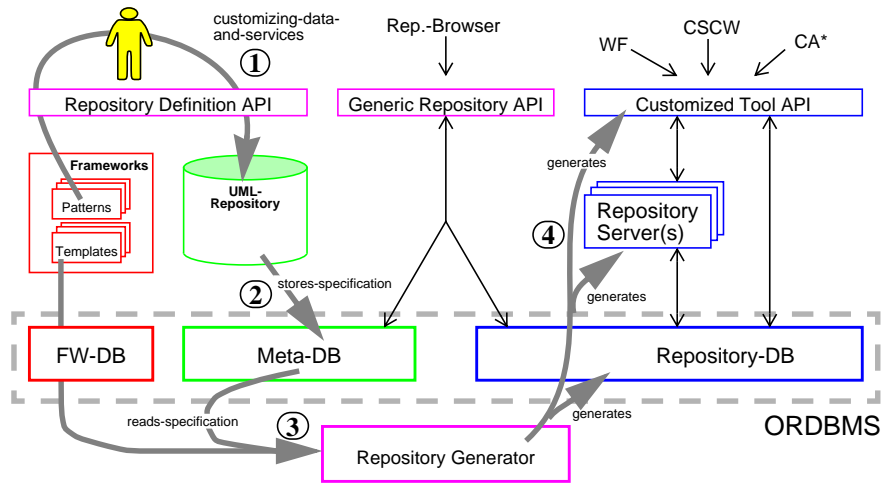 customizing-data-
and-services
1
Rep.-Browser
WF
CSCW
CA*
Repository Definition API
Generic Repository API
Customized Tool API
generates
Frameworks
Patterns
Templates
UML-
Repository
Repository
Server(s)
4
2
stores-specification
generates
FW-DB
Meta-DB
Repository-DB
reads-specification
3
generates
ORDBMS
Repository Generator